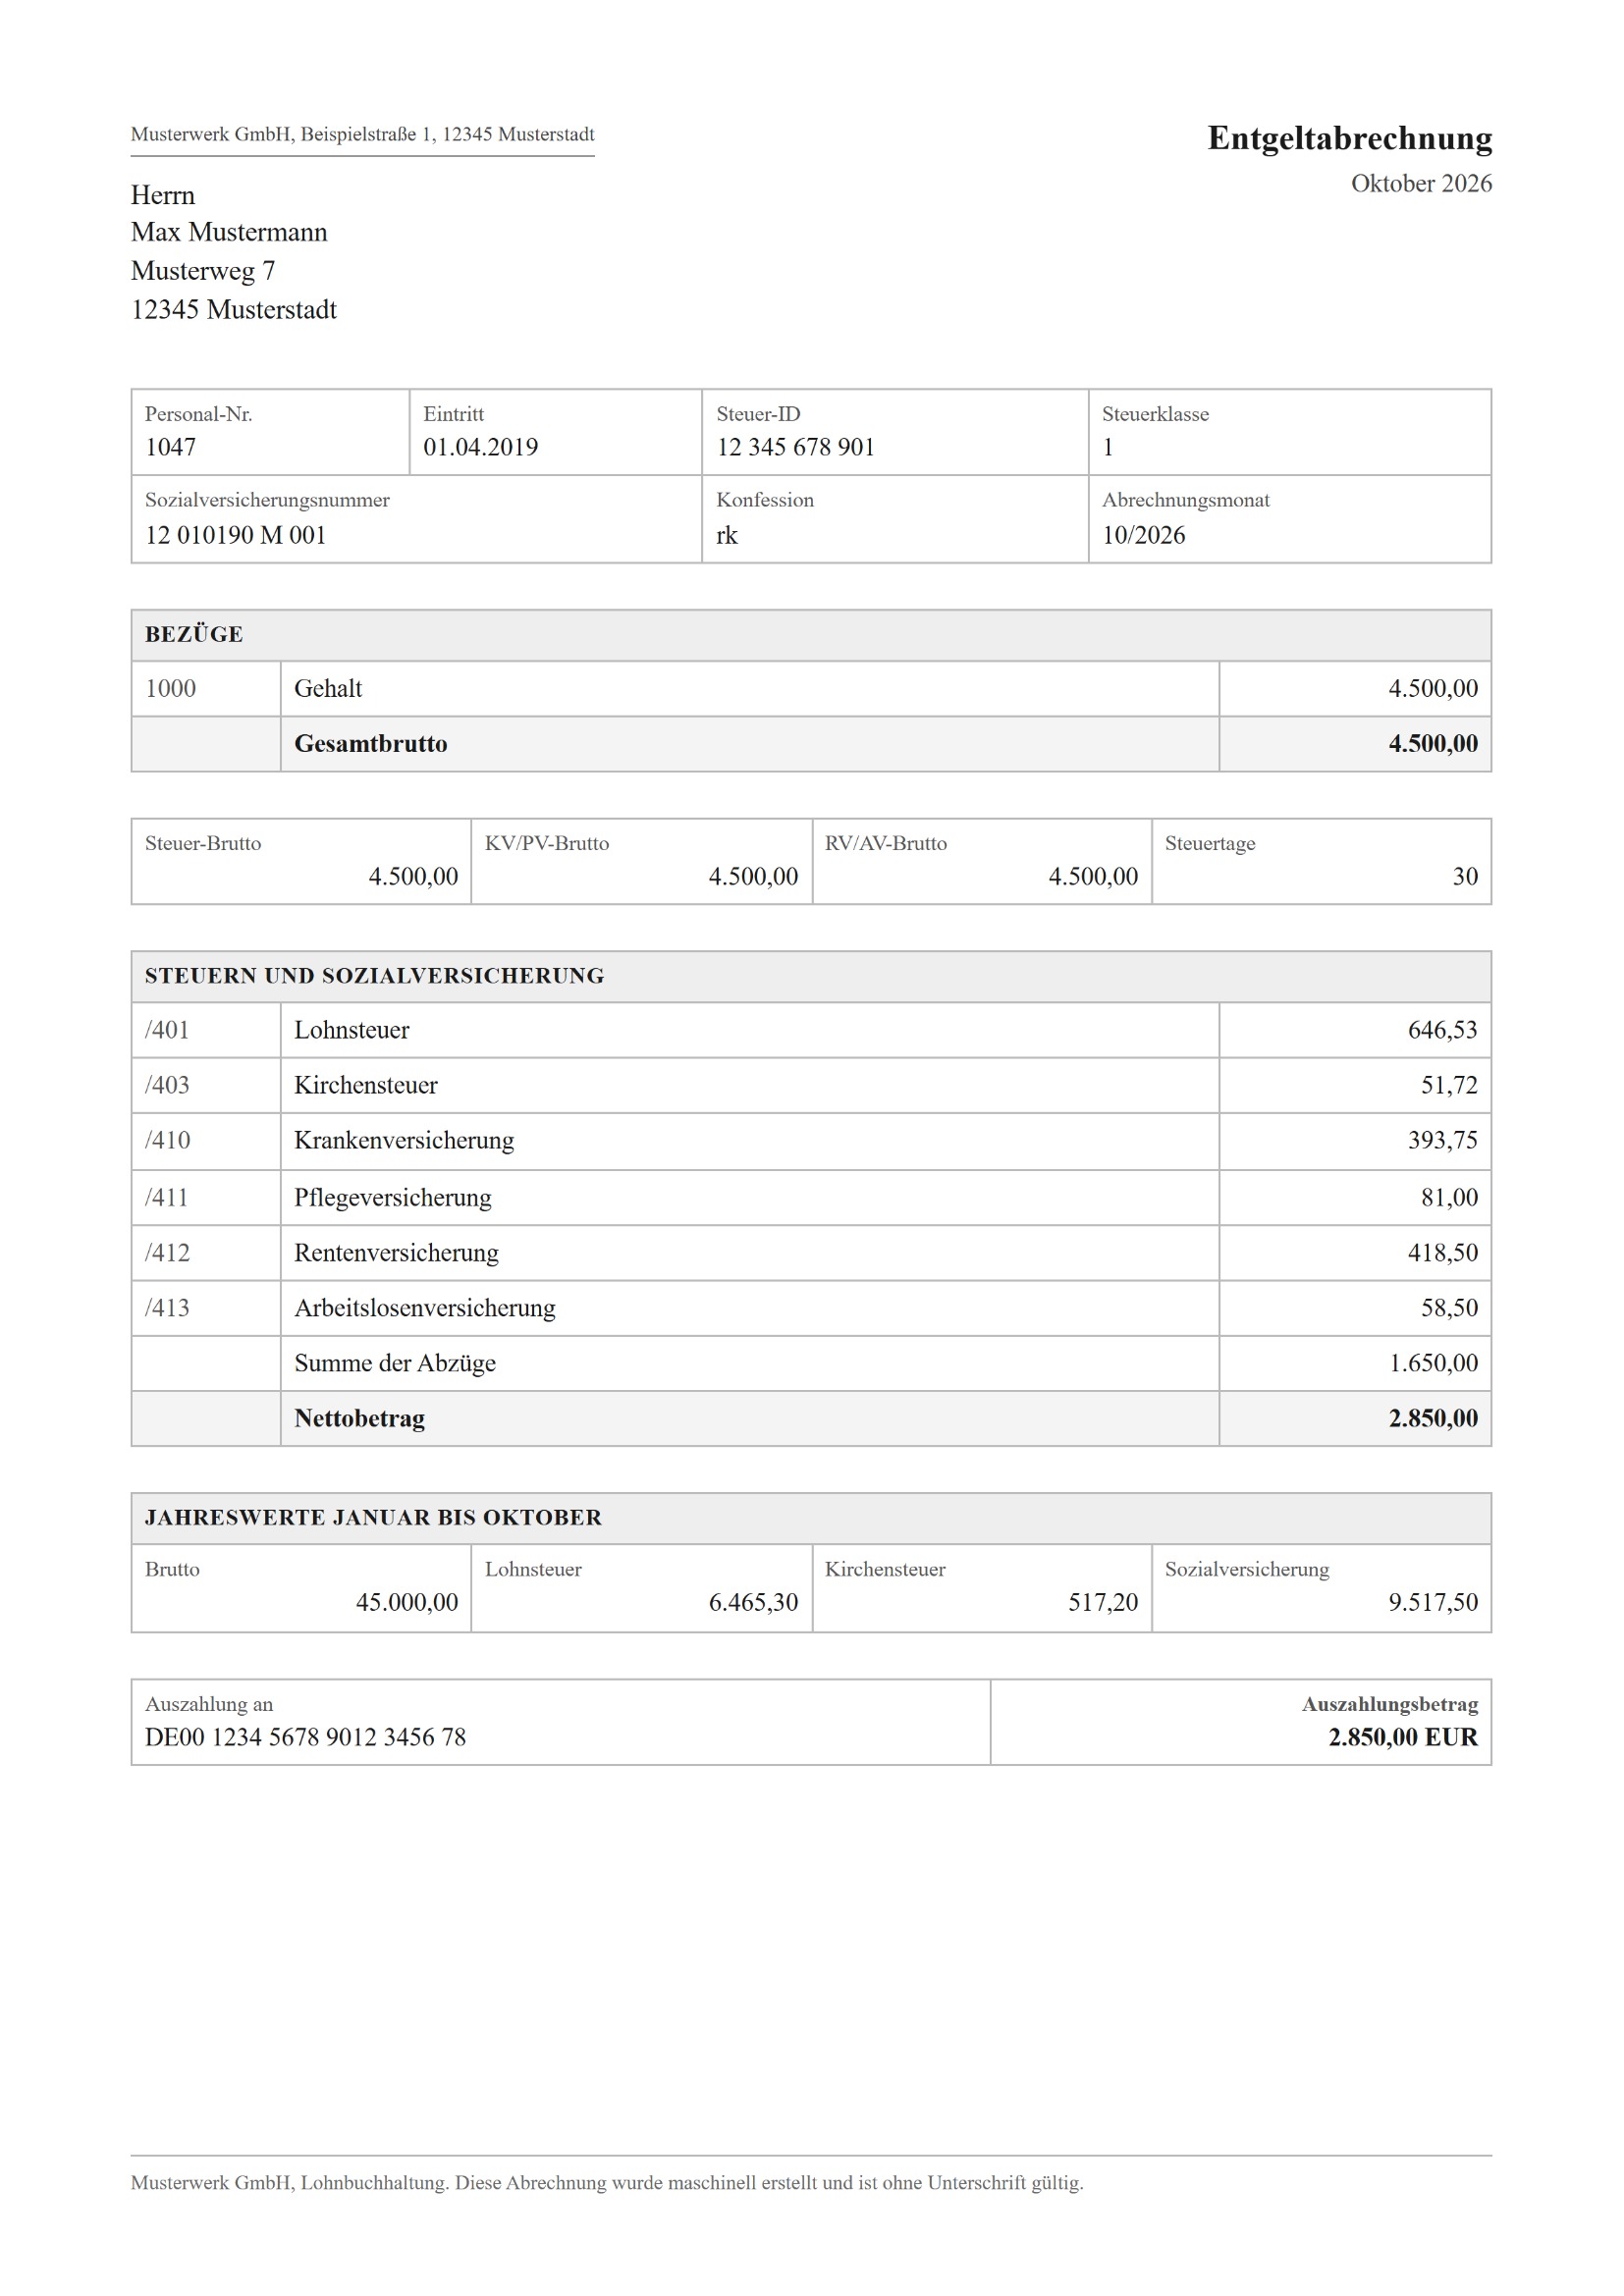 Musterwerk GmbH, Beispielstraße 1, 12345 Musterstadt
Entgeltabrechnung
Oktober 2026
Herrn
Max Mustermann
Musterweg 7
12345 Musterstadt
Personal-Nr. Eintritt Steuer-ID Steuerklasse
1047 01.04.2019 12 345 678 901 1
Sozialversicherungsnummer Konfession Abrechnungsmonat
12 010190 M 001 rk 10/2026
BEZÜGE
1000 Gehalt 4.500,00
Gesamtbrutto 4.500,00
Steuer-Brutto KV/PV-Brutto RV/AV-Brutto Steuertage
4.500,00 4.500,00 4.500,00 30
STEUERN UND SOZIALVERSICHERUNG
/401 Lohnsteuer 646,53
/403 Kirchensteuer 51,72
/410 Krankenversicherung 393,75
/411 Pflegeversicherung 81,00
/412 Rentenversicherung 418,50
/413 Arbeitslosenversicherung 58,50
Summe der Abzüge 1.650,00
Nettobetrag 2.850,00
JAHRESWERTE JANUAR BIS OKTOBER
Brutto Lohnsteuer Kirchensteuer Sozialversicherung
45.000,00 6.465,30 517,20 9.517,50
Auszahlung an Auszahlungsbetrag
DE00 1234 5678 9012 3456 78 2.850,00 EUR
Musterwerk GmbH, Lohnbuchhaltung. Diese Abrechnung wurde maschinell erstellt und ist ohne Unterschrift gültig.